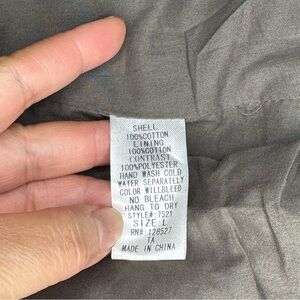 SHELL
100%COTTON
LINING
100%COTTON
CONTRAST
100%POLYESTER
HAND WASH COLD
WATER SEPARATELY
COLOR WILLBLEED
NO BLEACH
HANG TO DRY
STYLE#:7521
SIZE:L
RN# 128527
TA
MADE IN CHINA